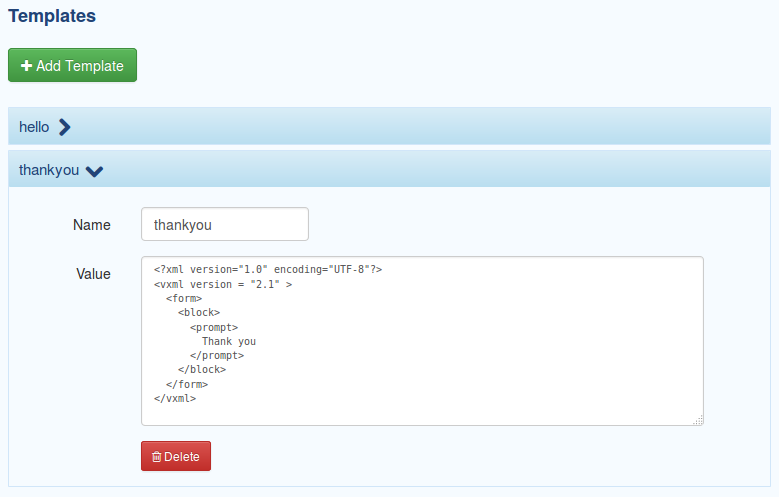 Templates
Add Template
hello
thankyou
Name
thankyou
Value
<?xml version="1.0" encoding="UTF-8"?>
<vxml version = "2.1" >
  <form>
    <block>
      <prompt>
        Thank you
      </prompt>
    </block>
  </form>
</vxml>
Delete